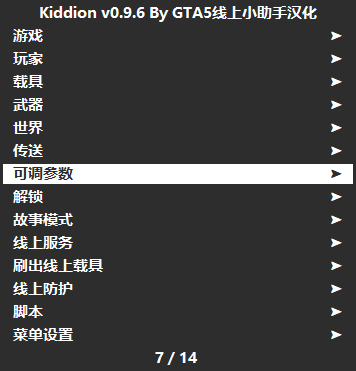 Kiddion v0.9.6 By GTA5线上小助手汉化
游戏 ➤
玩家 ➤
载具 ➤
武器 ➤
世界 ➤
传送 ➤
可调参数 ➤
解锁 ➤
故事模式 ➤
线上服务 ➤
刷出线上载具 ➤
线上防护 ➤
脚本 ➤
菜单设置 ➤
7 / 14